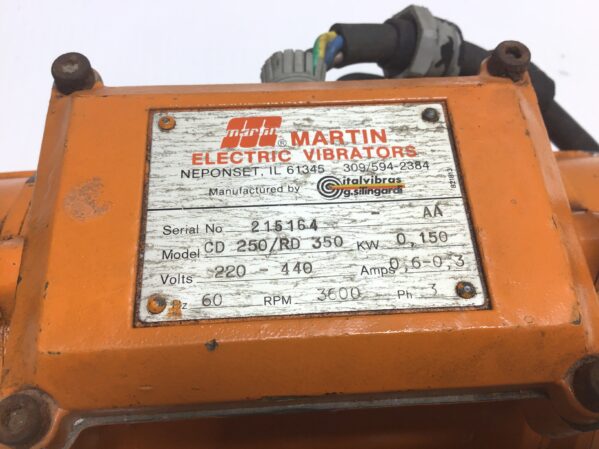 martin ® MARTIN
ELECTRIC VIBRATORS
NEPONSET, IL 61345 309/594-2384
Manufactured by italvibras
g.silingardi
Serial No 215164 AA
Model CD 250/RD 350 KW 0,150
Volts 220 - 440 Amps 0,6-0,3
Hz 60 RPM 3600 Ph 3